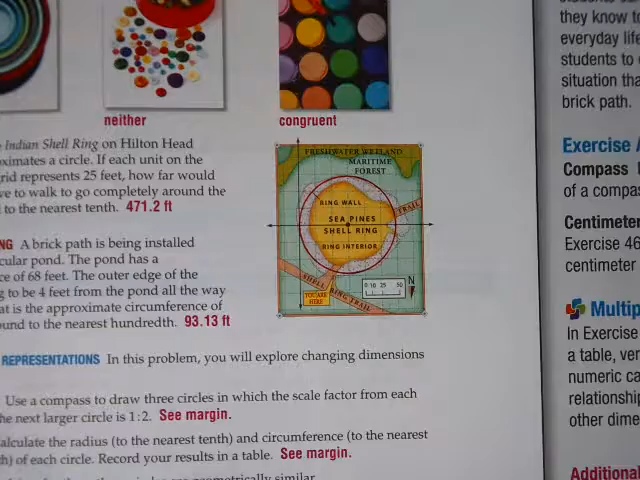 neither
congruent
Indian Shell Ring on Hilton Head
ximates a circle. If each unit on the
rid represents 25 feet, how far would
ve to walk to go completely around the
to the nearest tenth. 471.2 ft
FRESHWATER WETLAND
MARITIME
FOREST
RING WALL
TRAIL
SEA PINES
SHELL RING
RING INTERIOR
SHELL RING TRAIL
YOU ARE
HERE
0 10 25 50
N
NG A brick path is being installed
cular pond. The pond has a
ce of 68 feet. The outer edge of the
g to be 4 feet from the pond all the way
at is the approximate circumference of
und to the nearest hundredth. 93.13 ft
REPRESENTATIONS In this problem, you will explore changing dimensions
Use a compass to draw three circles in which the scale factor from each
he next larger circle is 1:2. See margin.
alculate the radius (to the nearest tenth) and circumference (to the nearest
h) of each circle. Record your results in a table. See margin.
they know to
everyday life
students to
situation tha
brick path.
Exercise A
Compass
of a compas
Centimeter
Exercise 46
centimeter
Multip
In Exercise
a table, ver
numeric ca
relationship
other dime
Additional